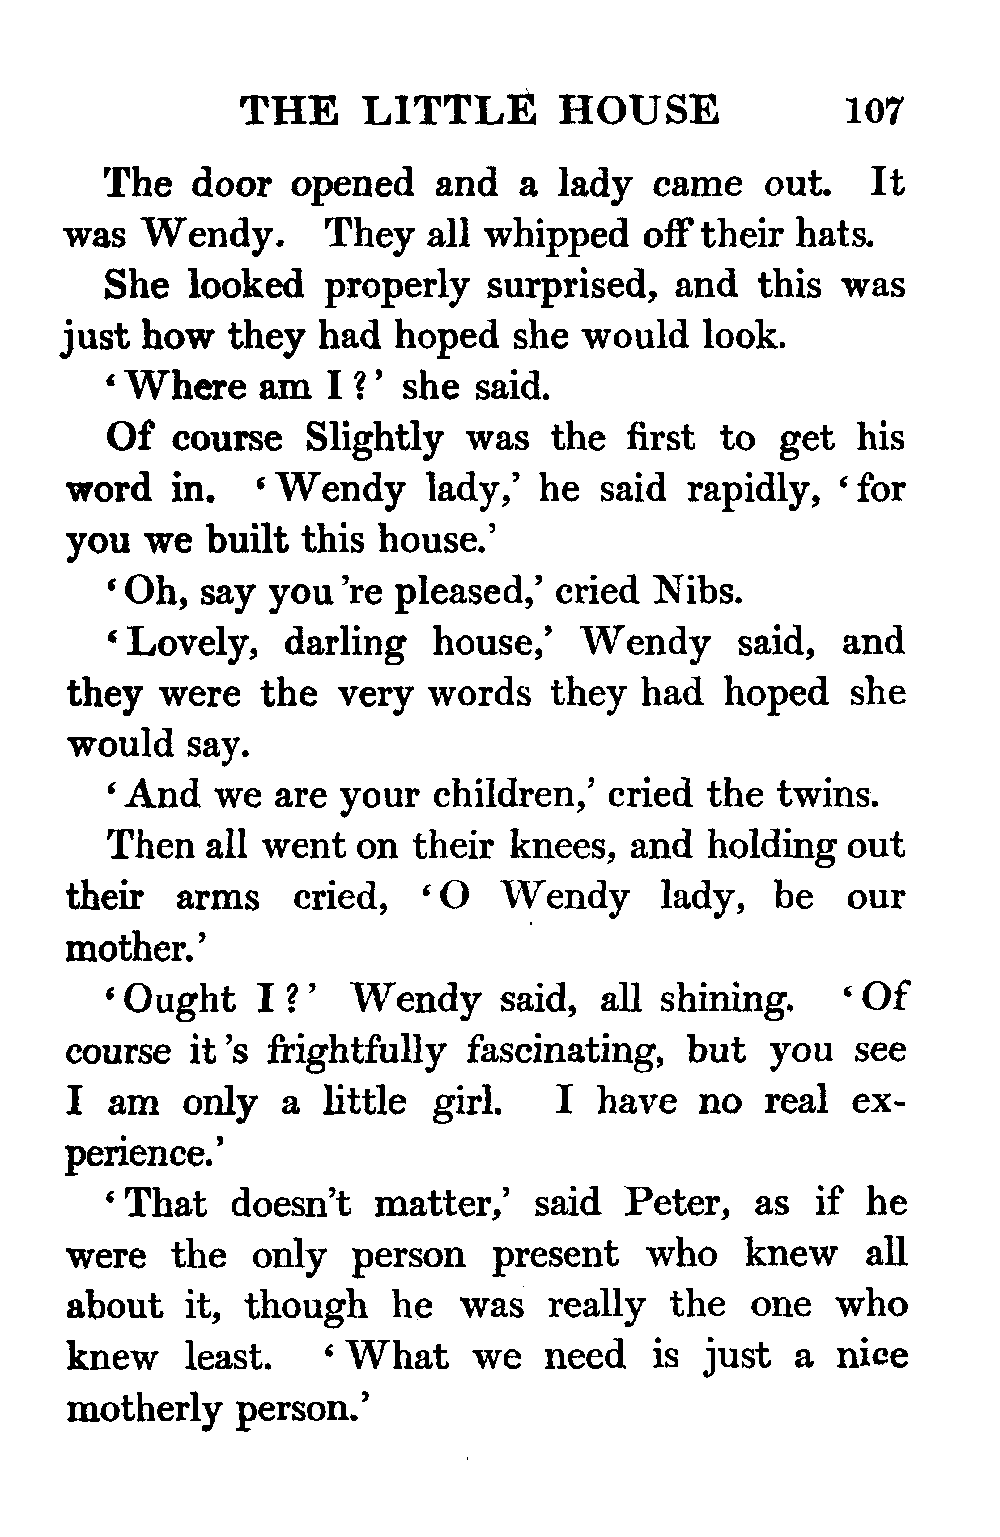 THE LITTLE HOUSE 107
The door opened and a lady came out. It
was Wendy. They all whipped off their hats.
She looked properly surprised, and this was
just how they had hoped she would look.
‘Where am I?’ she said.
Of course Slightly was the first to get his
word in. ‘Wendy lady,’ he said rapidly, ‘for
you we built this house.’
‘Oh, say you’re pleased,’ cried Nibs.
‘Lovely, darling house,’ Wendy said, and
they were the very words they had hoped she
would say.
‘And we are your children,’ cried the twins.
Then all went on their knees, and holding out
their arms cried, ‘O Wendy lady, be our
mother.’
‘Ought I?’ Wendy said, all shining. ‘Of
course it’s frightfully fascinating, but you see
I am only a little girl. I have no real ex-
perience.’
‘That doesn’t matter,’ said Peter, as if he
were the only person present who knew all
about it, though he was really the one who
knew least. ‘What we need is just a nice
motherly person.’